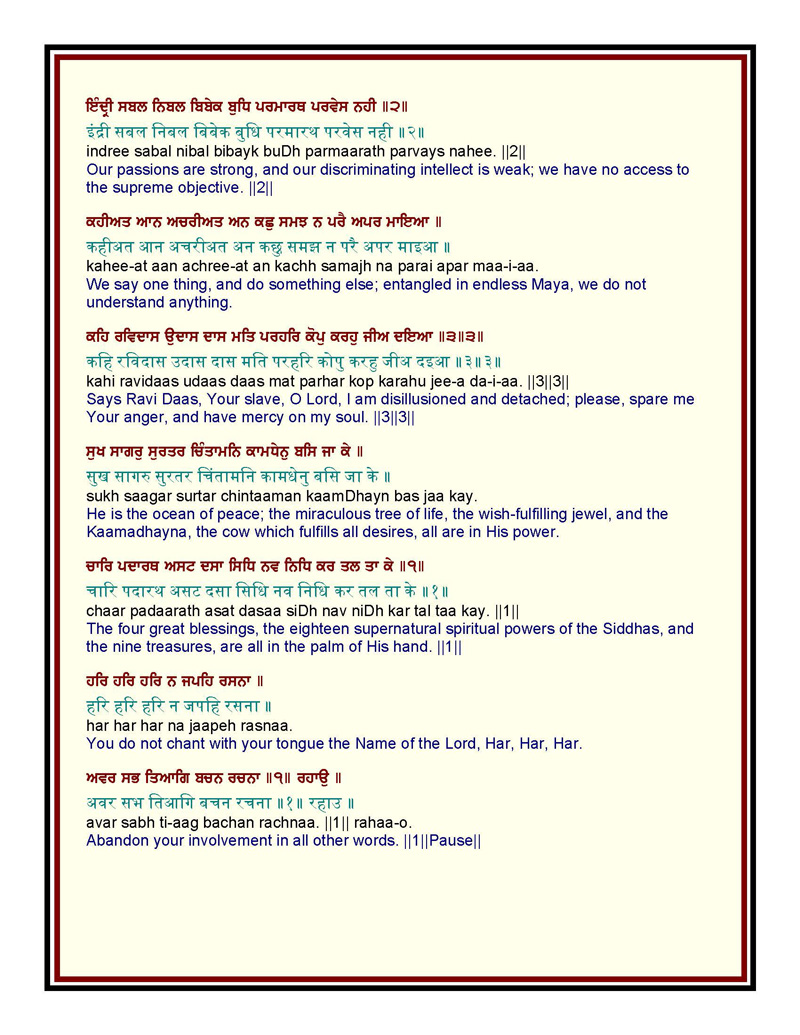 ਇੰਦ੍ਰੀ ਸਬਲ ਨਿਬਲ ਬਿਬੇਕ ਬੁਧਿ ਪਰਮਾਰਥ ਪਰਵੇਸ ਨਹੀ ॥੨॥
इंद्री सबल निबल बिबेक बुधि परमारथ परवेस नही ॥२॥
indree sabal nibal bibayk buDh parmaarath parvays nahee. ||2||
Our passions are strong, and our discriminating intellect is weak; we have no access to
the supreme objective. ||2||
ਕਹੀਅਤ ਆਨ ਅਚਰੀਅਤ ਅਨ ਕਛੁ ਸਮਝ ਨ ਪਰੈ ਅਪਰ ਮਾਇਆ ॥
कहीअत आन अचरीअत अन कछु समझ न परै अपर माइआ ॥
kahee-at aan achree-at an kachh samajh na parai apar maa-i-aa.
We say one thing, and do something else; entangled in endless Maya, we do not
understand anything.
ਕਹਿ ਰਵਿਦਾਸ ਉਦਾਸ ਦਾਸ ਮਤਿ ਪਰਹਰਿ ਕੋਪੁ ਕਰਹੁ ਜੀਅ ਦਇਆ ॥੩॥੩॥
कहि रविदास उदास दास मति परहरि कोपु करहु जीअ दइआ ॥३॥३॥
kahi ravidaas udaas daas mat parhar kop karahu jee-a da-i-aa. ||3||3||
Says Ravi Daas, Your slave, O Lord, I am disillusioned and detached; please, spare me
Your anger, and have mercy on my soul. ||3||3||
ਸੁਖ ਸਾਗਰੁ ਸੁਰਤਰ ਚਿੰਤਾਮਨਿ ਕਾਮਧੇਨੁ ਬਸਿ ਜਾ ਕੇ ॥
सुख सागरु सुरतर चिंतामनि कामधेनु बसि जा के ॥
sukh saagar surtar chintaaman kaamDhayn bas jaa kay.
He is the ocean of peace; the miraculous tree of life, the wish-fulfilling jewel, and the
Kaamadhayna, the cow which fulfills all desires, all are in His power.
ਚਾਰਿ ਪਦਾਰਥ ਅਸਟ ਦਸਾ ਸਿਧਿ ਨਵ ਨਿਧਿ ਕਰ ਤਲ ਤਾ ਕੇ ॥੧॥
चारि पदारथ असट दसा सिधि नव निधि कर तल ता के ॥१॥
chaar padaarath asat dasaa siDh nav niDh kar tal taa kay. ||1||
The four great blessings, the eighteen supernatural spiritual powers of the Siddhas, and
the nine treasures, are all in the palm of His hand. ||1||
ਹਰਿ ਹਰਿ ਹਰਿ ਨ ਜਪਹਿ ਰਸਨਾ ॥
हरि हरि हरि न जपहि रसना ॥
har har har na jaapeh rasnaa.
You do not chant with your tongue the Name of the Lord, Har, Har, Har.
ਅਵਰ ਸਭ ਤਿਆਗਿ ਬਚਨ ਰਚਨਾ ॥੧॥ ਰਹਾਉ ॥
अवर सभ तिआगि बचन रचना ॥१॥ रहाउ ॥
avar sabh ti-aag bachan rachnaa. ||1|| rahaa-o.
Abandon your involvement in all other words. ||1||Pause||